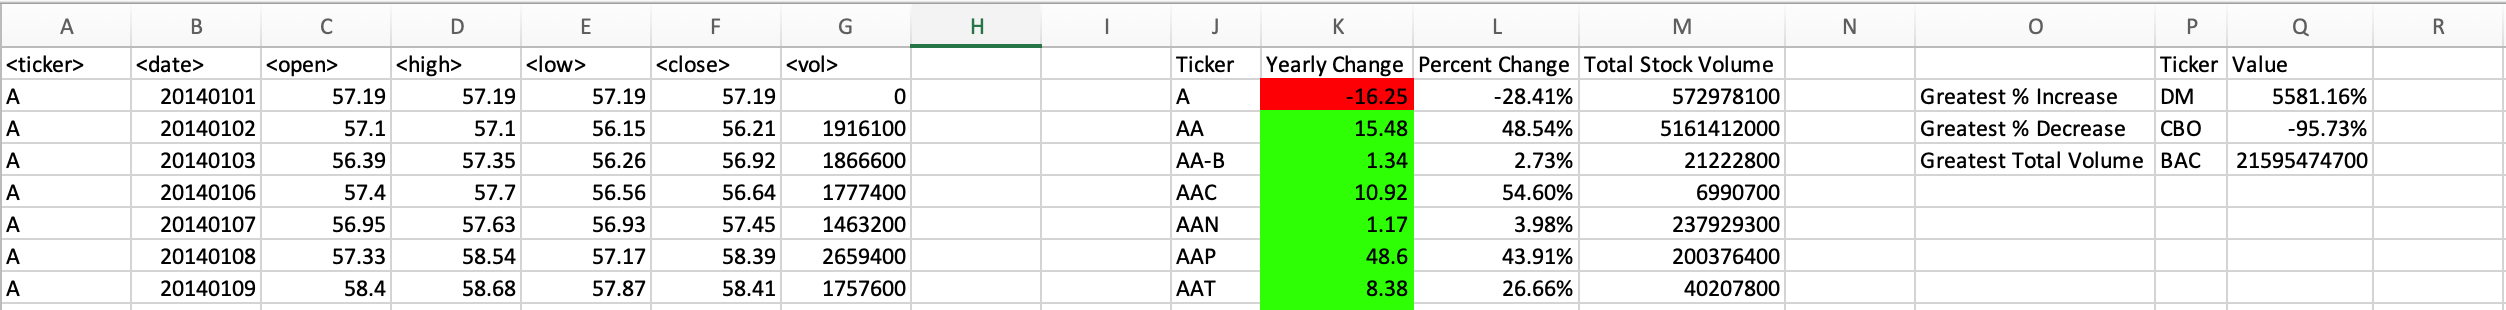 A B C D E F G H I J K L M N O P Q R
<ticker> <date> <open> <high> <low> <close> <vol> Ticker Yearly Change Percent Change Total Stock Volume Ticker Value
A 20140101 57.19 57.19 57.19 57.19 0 A -16.25 -28.41% 572978100 Greatest % Increase DM 5581.16%
A 20140102 57.1 57.1 56.15 56.21 1916100 AA 15.48 48.54% 5161412000 Greatest % Decrease CBO -95.73%
A 20140103 56.39 57.35 56.26 56.92 1866600 AA-B 1.34 2.73% 21222800 Greatest Total Volume BAC 21595474700
A 20140106 57.4 57.7 56.56 56.64 1777400 AAC 10.92 54.60% 6990700
A 20140107 56.95 57.63 56.93 57.45 1463200 AAN 1.17 3.98% 237929300
A 20140108 57.33 58.54 57.17 58.39 2659400 AAP 48.6 43.91% 200376400
A 20140109 58.4 58.68 57.87 58.41 1757600 AAT 8.38 26.66% 40207800